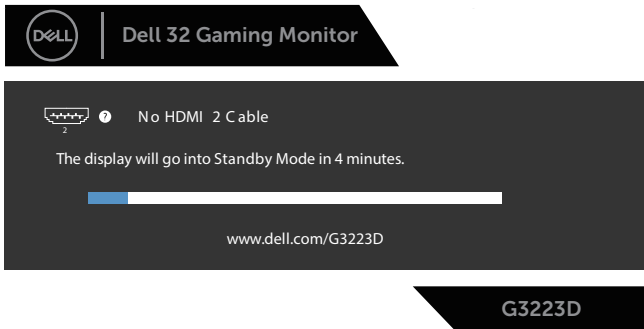 DELL
Dell 32 Gaming Monitor
? No HDMI 2 Cable
2
The display will go into Standby Mode in 4 minutes.
www.dell.com/G3223D
G3223D